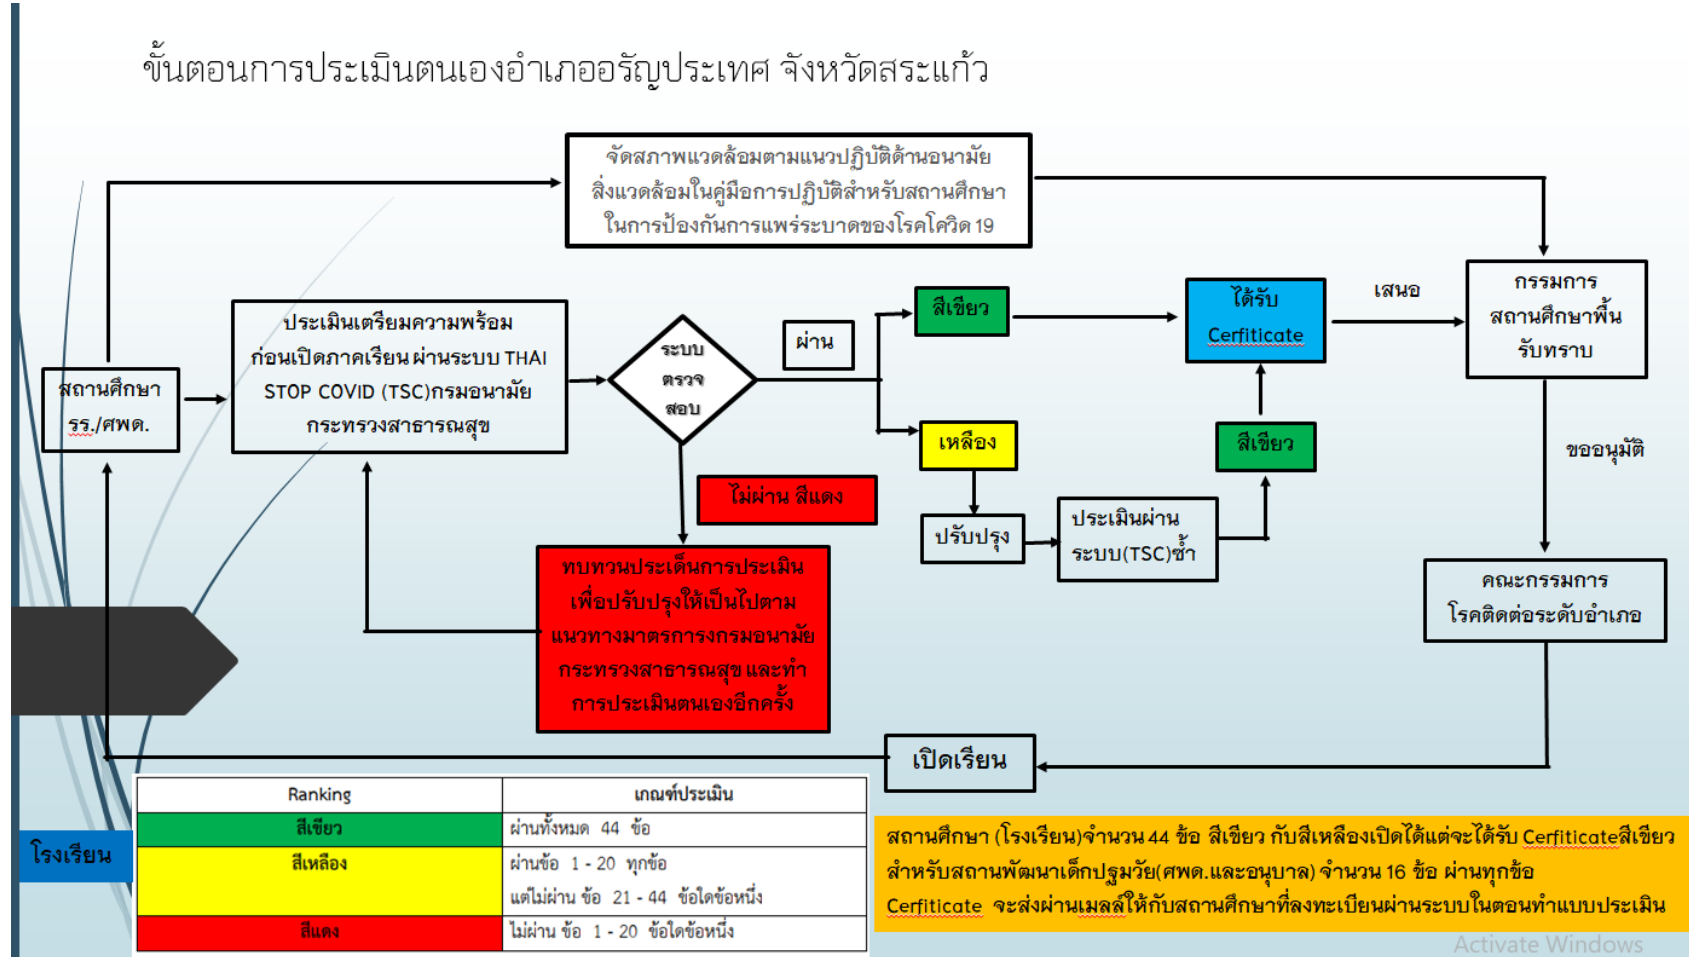 ขั้นตอนการประเมินตนเองอำเภออรัญประเทศ จังหวัดสระแก้ว
จัดสภาพแวดล้อมตามแนวปฏิบัติด้านอนามัย
สิ่งแวดล้อมในคู่มือการปฏิบัติสำหรับสถานศึกษา
ในการป้องกันการแพร่ระบาดของโรคโควิด 19
สถานศึกษา
รร./ศพด.
ประเมินเตรียมความพร้อม
ก่อนเปิดภาคเรียน ผ่านระบบ THAI
STOP COVID (TSC)กรมอนามัย
กระทรวงสาธารณสุข
ระบบ
ตรวจ
สอบ
ผ่าน
สีเขียว
ได้รับ
Cerfiticate
เสนอ
กรรมการ
สถานศึกษาพื้น
รับทราบ
เหลือง
สีเขียว
ขออนุมัติ
ไม่ผ่าน สีแดง
ปรับปรุง
ประเมินผ่าน
ระบบ(TSC)ซ้ำ
ทบทวนประเด็นการประเมิน
เพื่อปรับปรุงให้เป็นไปตาม
แนวทางมาตรการงกรมอนามัย
กระทรวงสาธารณสุข และทำ
การประเมินตนเองอีกครั้ง
คณะกรรมการ
โรคติดต่อระดับอำเภอ
เปิดเรียน
โรงเรียน
Ranking เกณฑ์ประเมิน
สีเขียว ผ่านทั้งหมด 44 ข้อ
สีเหลือง ผ่านข้อ 1 - 20 ทุกข้อ
แต่ไม่ผ่าน ข้อ 21 - 44 ข้อใดข้อหนึ่ง
สีแดง ไม่ผ่าน ข้อ 1 - 20 ข้อใดข้อหนึ่ง
สถานศึกษา (โรงเรียน)จำนวน 44 ข้อ สีเขียว กับสีเหลืองเปิดได้แต่จะได้รับ Cerfiticateสีเขียว
สำหรับสถานพัฒนาเด็กปฐมวัย(ศพด.และอนุบาล) จำนวน 16 ข้อ ผ่านทุกข้อ
Cerfiticate จะส่งผ่านเมลล์ให้กับสถานศึกษาที่ลงทะเบียนผ่านระบบในตอนทำแบบประเมิน
Activate Windows